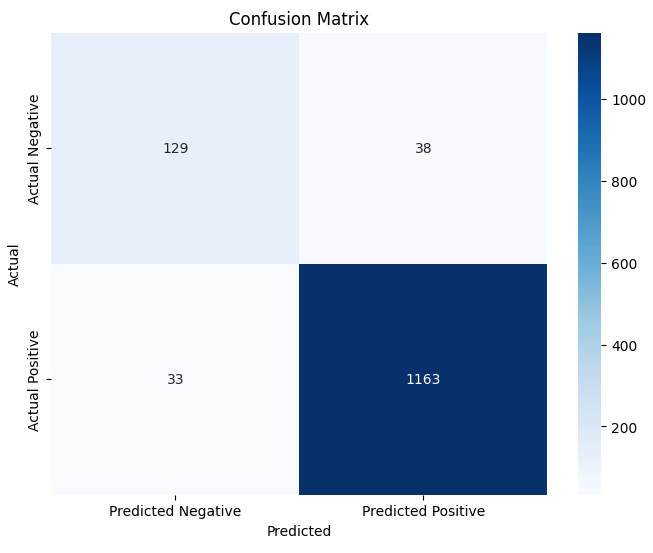 Confusion Matrix
Actual
Actual Negative
129
38
Actual Positive
33
1163
Predicted Negative
Predicted Positive
Predicted
1000
800
600
400
200